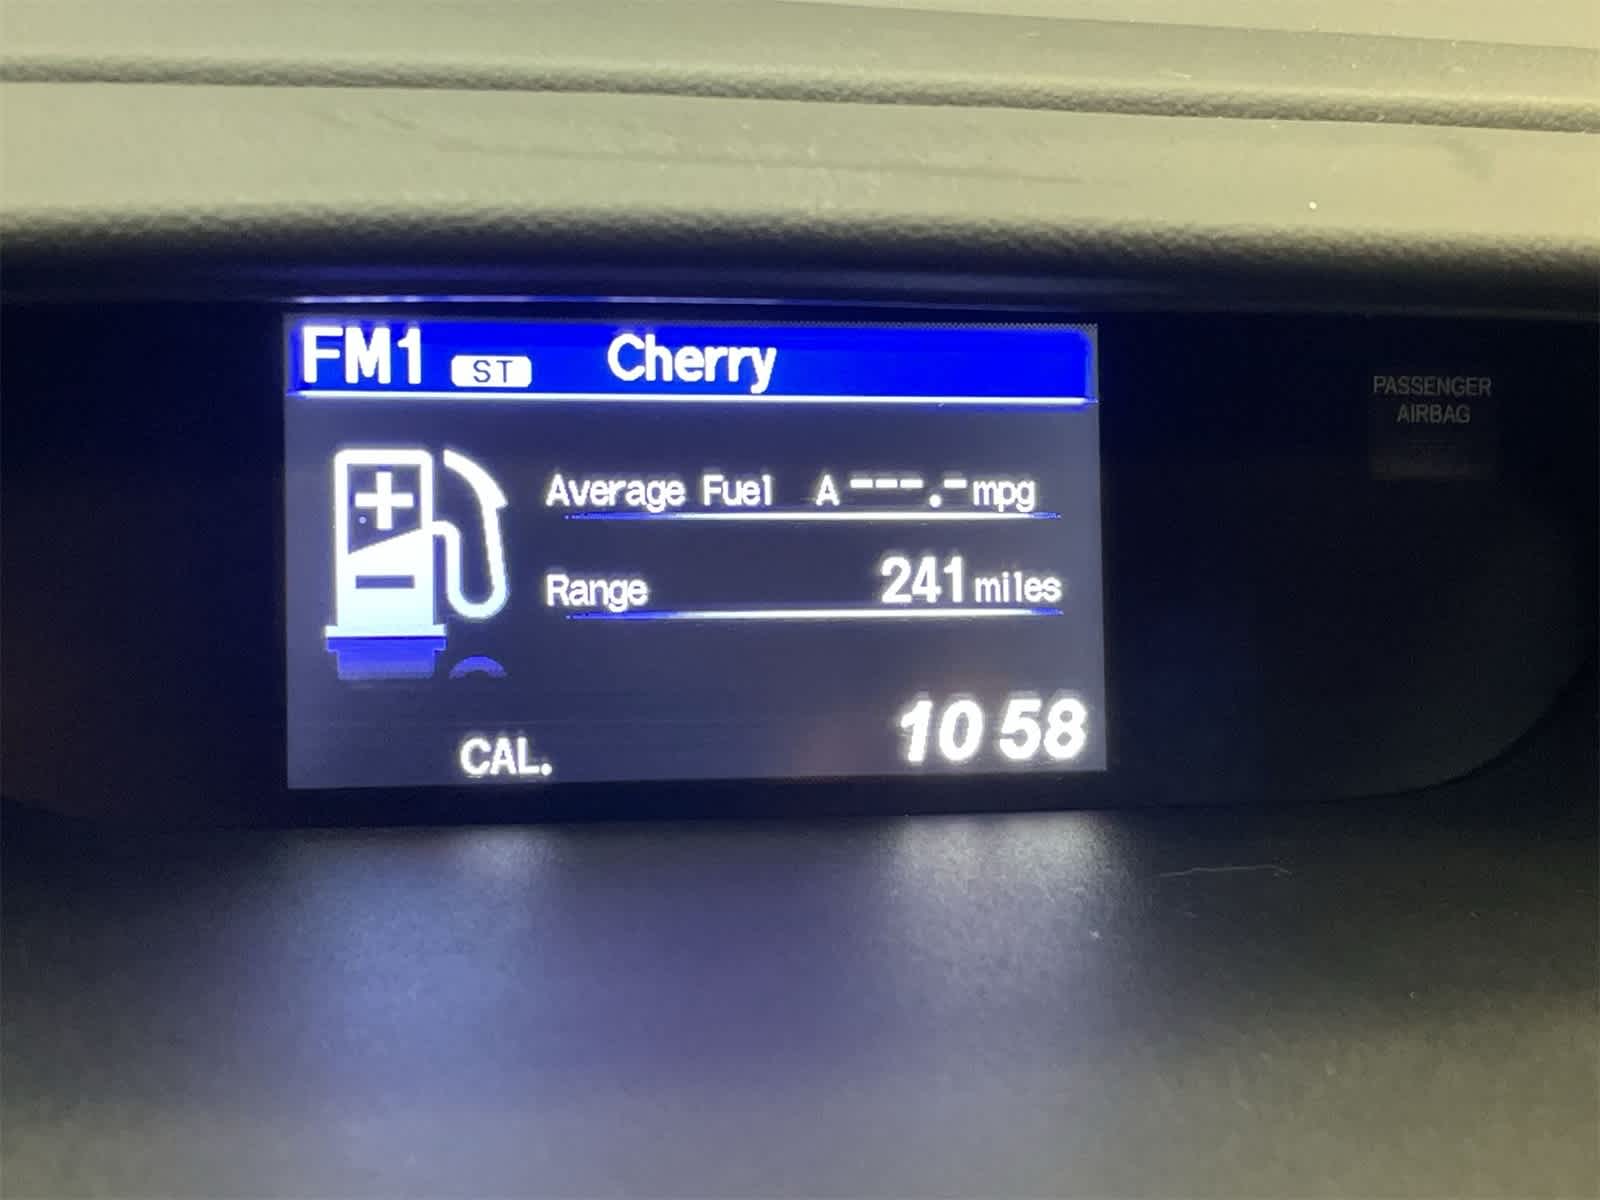 FM1 ST Cherry
PASSENGER
AIRBAG
Average Fuel A ---.- mpg
Range 241 miles
CAL. 10 58